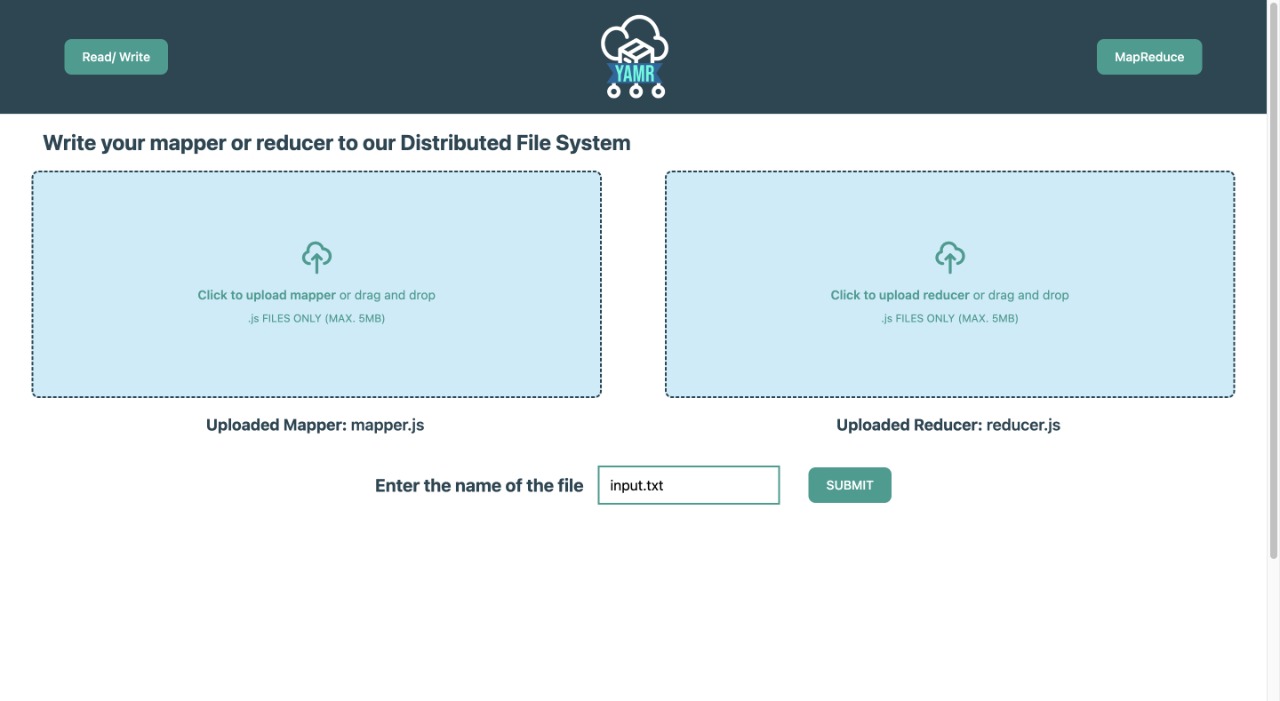 Read/ Write
YAMR
MapReduce
Write your mapper or reducer to our Distributed File System
Click to upload mapper or drag and drop
.js FILES ONLY (MAX. 5MB)
Click to upload reducer or drag and drop
.js FILES ONLY (MAX. 5MB)
Uploaded Mapper: mapper.js
Uploaded Reducer: reducer.js
Enter the name of the file
input.txt
SUBMIT